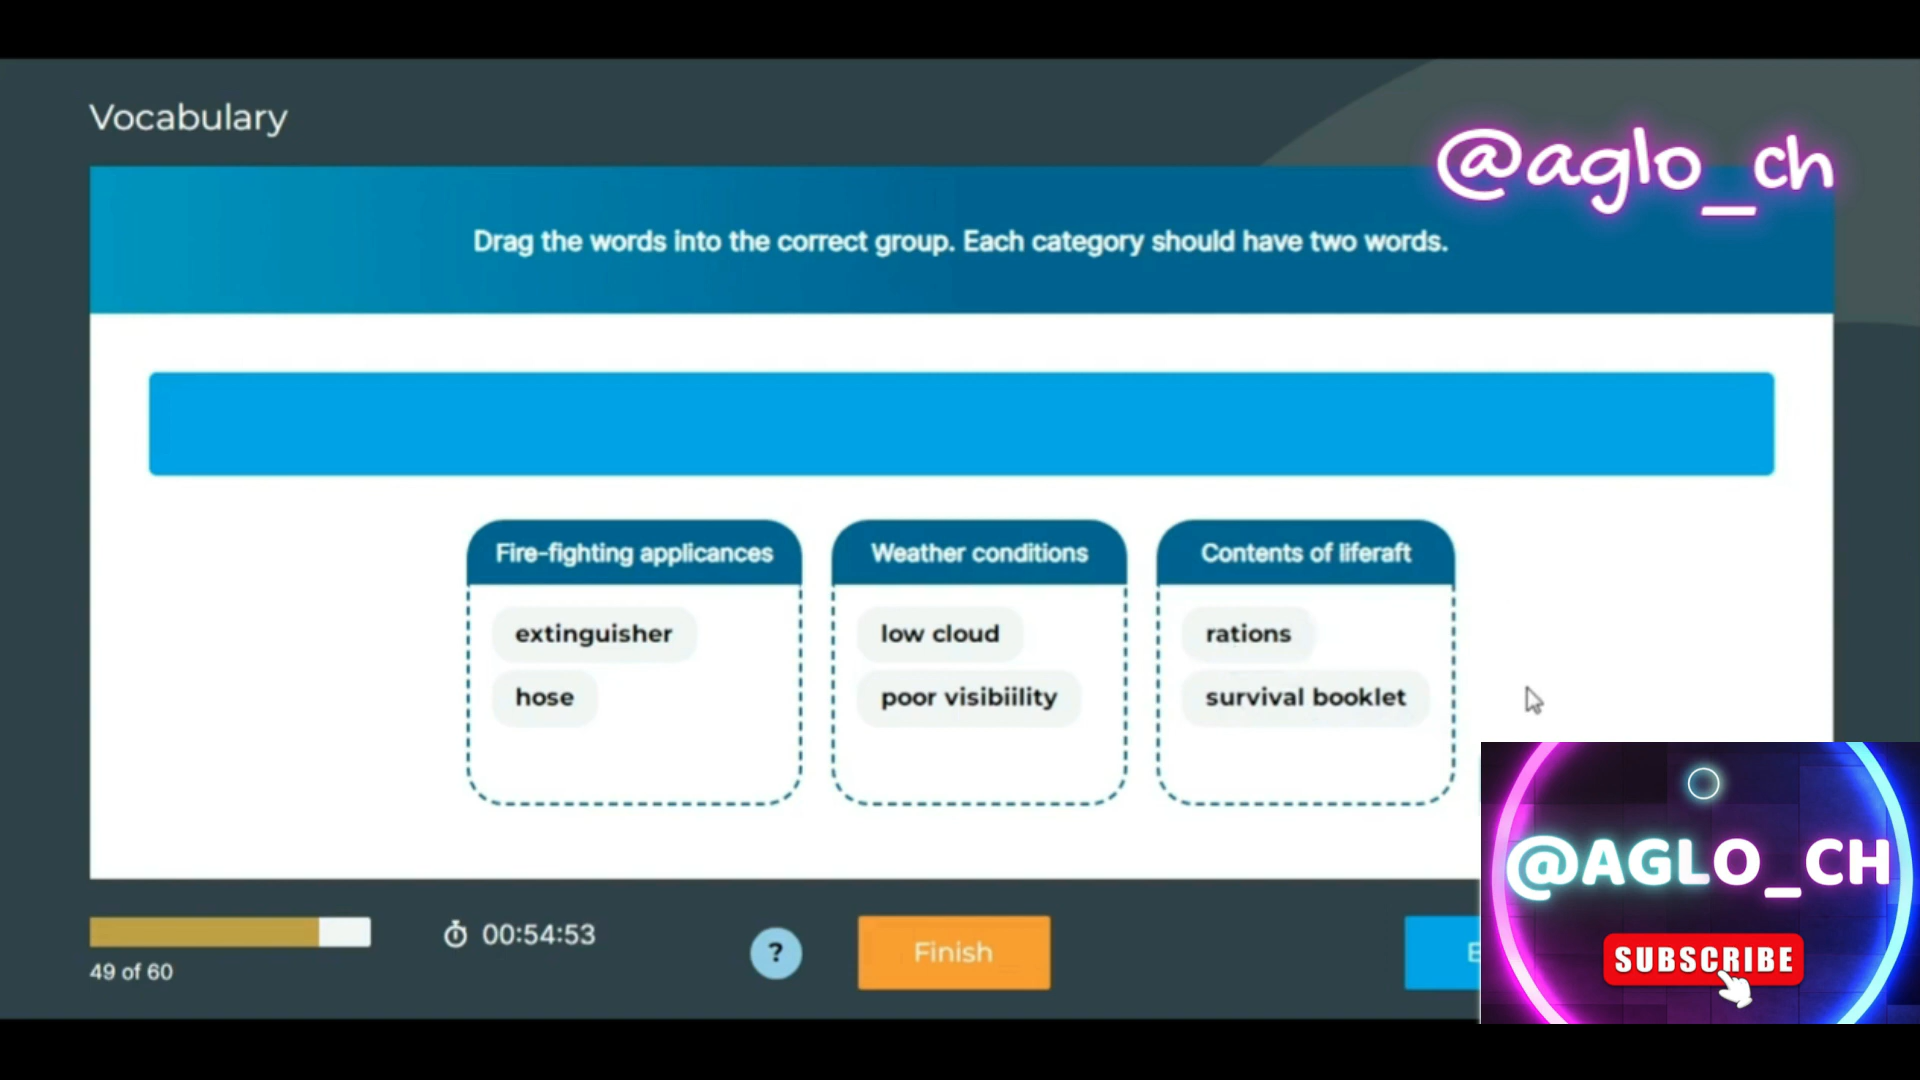 Vocabulary
@aglo_ch
Drag the words into the correct group. Each category should have two words.
Fire-fighting applicances
extinguisher
hose
Weather conditions
low cloud
poor visibiility
Contents of liferaft
rations
survival booklet
49 of 60
00:54:53
?
Finish
@AGLO_CH
SUBSCRIBE